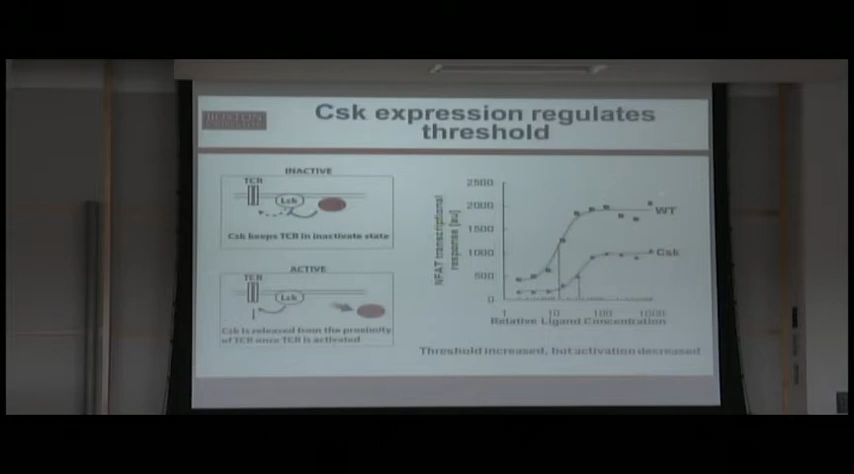 BOSTON
UNIVERSITY
Csk expression regulates
threshold
INACTIVE
TCR
Lck
Csk keeps TCR in inactivate state
ACTIVE
TCR
Lck
Csk is released from the proximity
of TCR once TCR is activated
NFAT transcriptional
response [au]
2500
2000
1500
1000
500
0
WT
Csk
1 10 100 1000
Relative Ligand Concentration
Threshold increased, but activation decreased